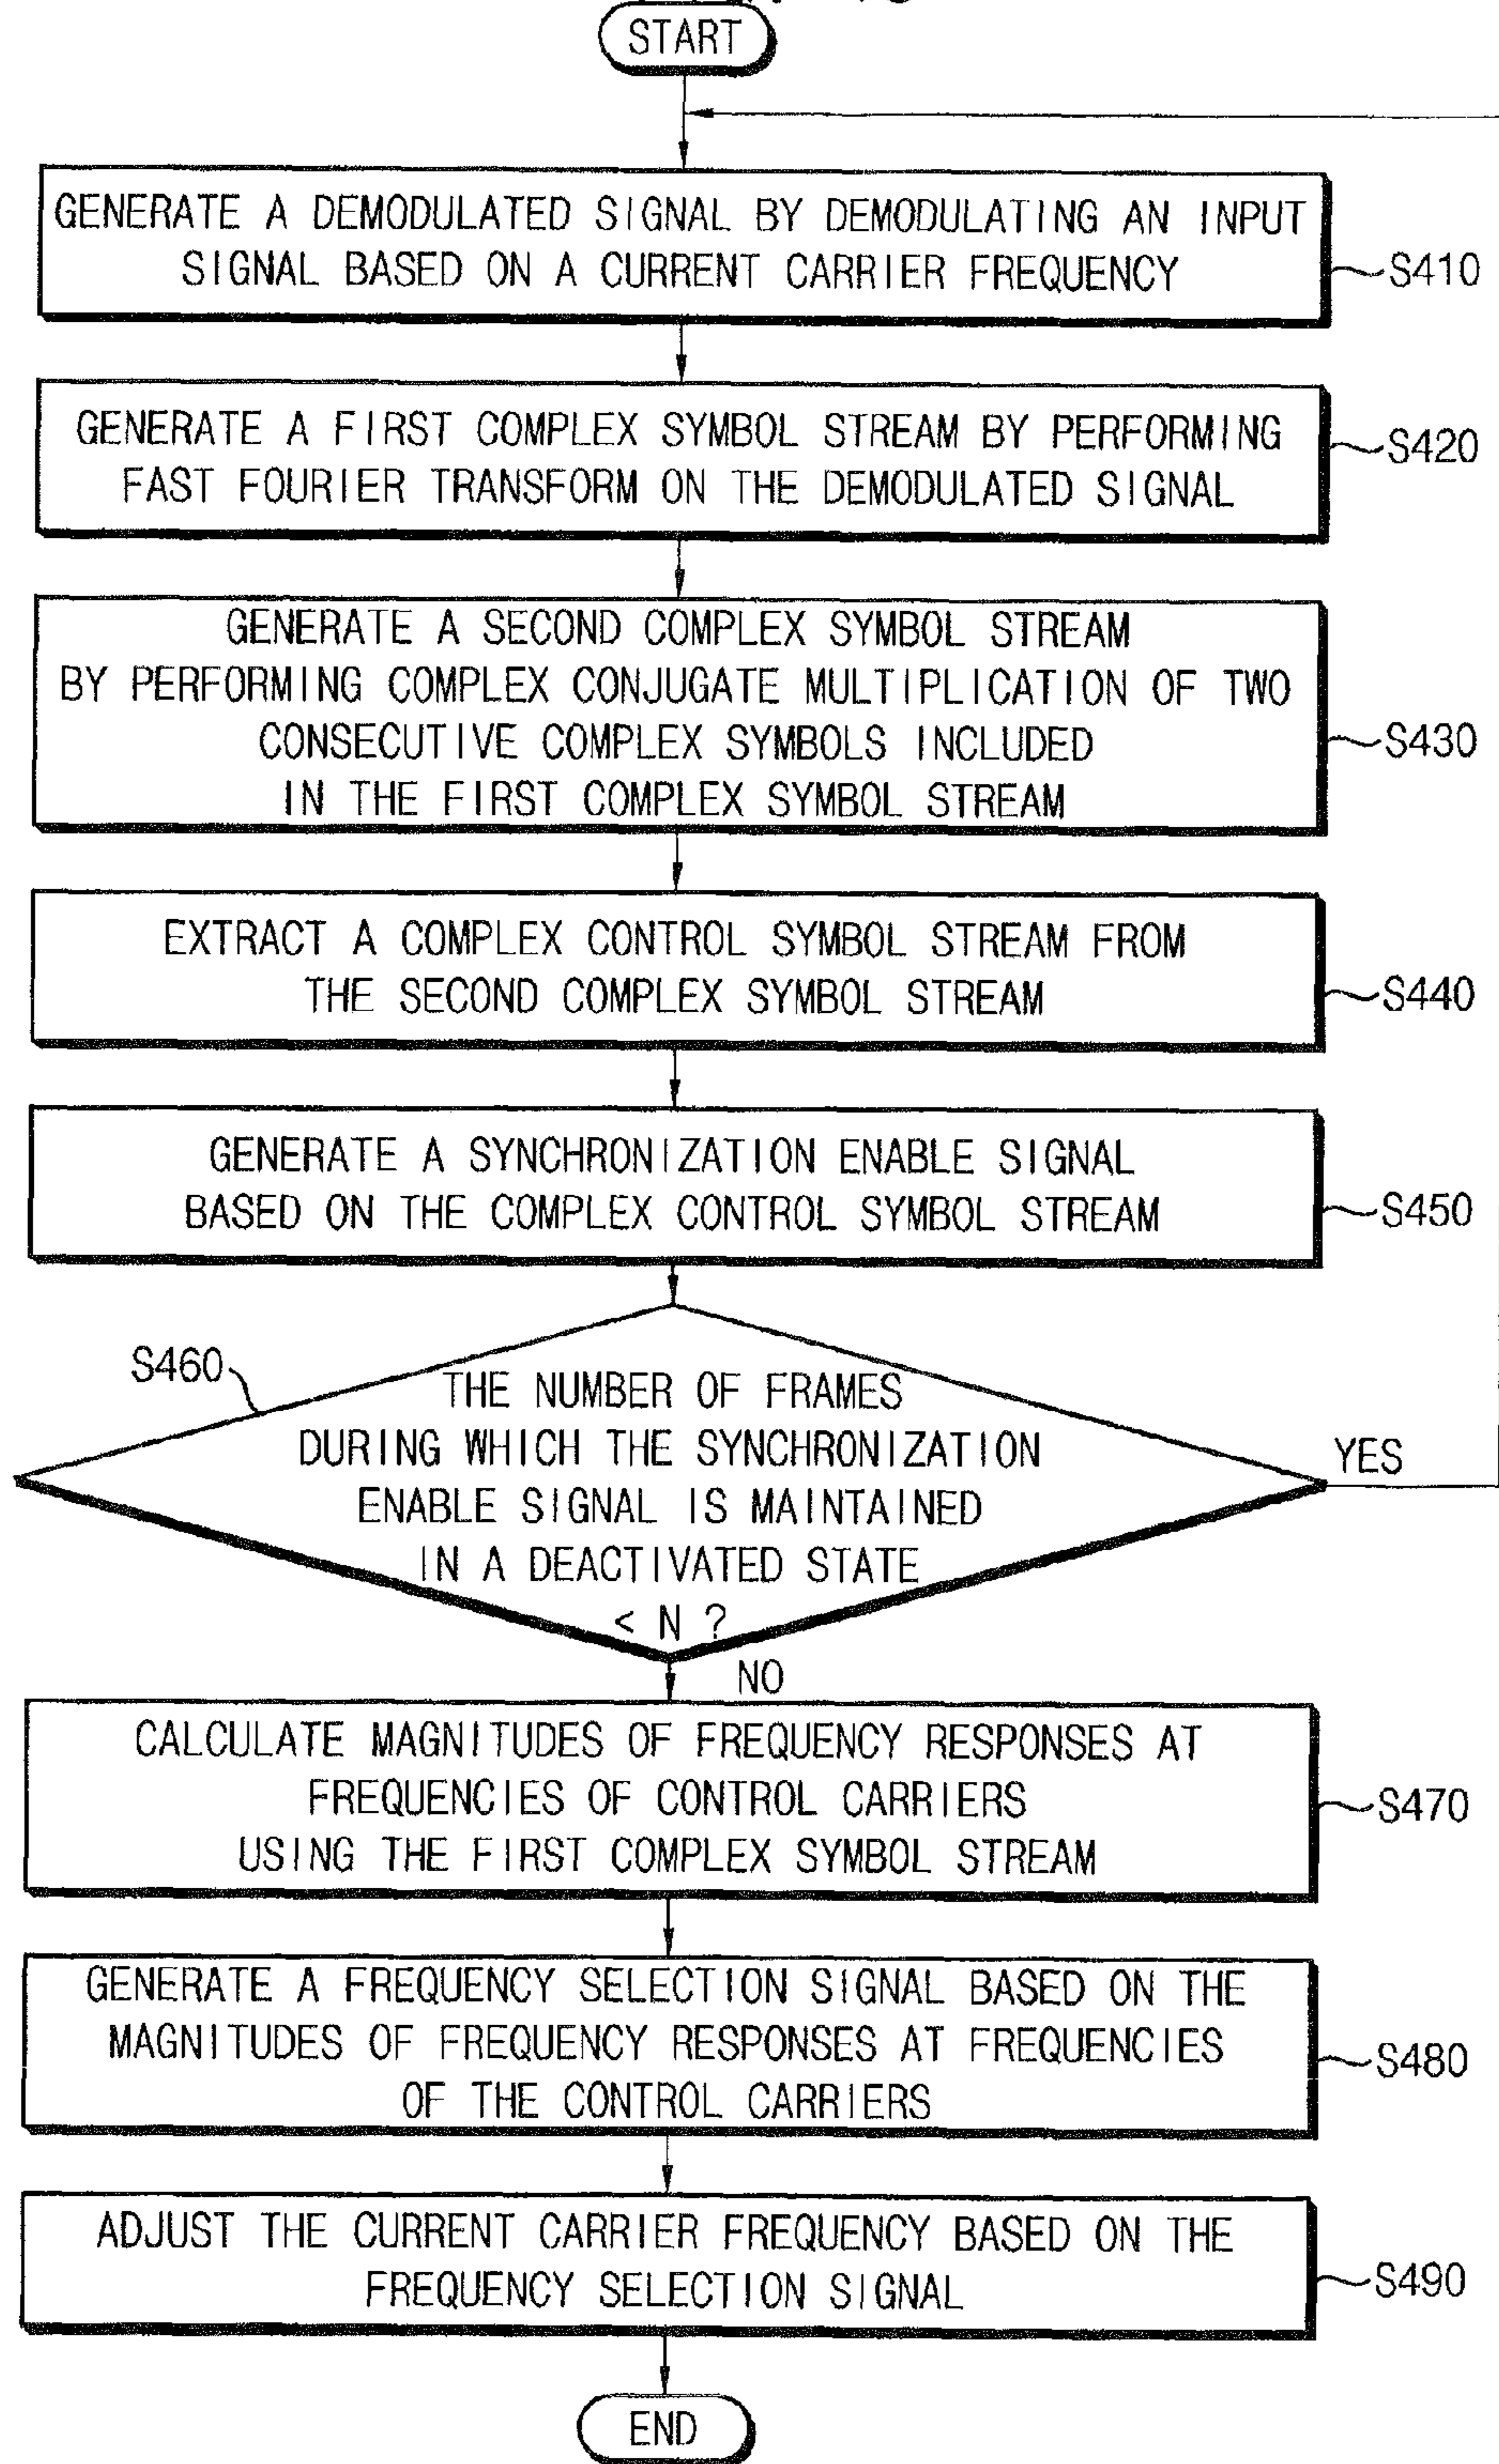 START
GENERATE A DEMODULATED SIGNAL BY DEMODULATING AN INPUT
SIGNAL BASED ON A CURRENT CARRIER FREQUENCY
S410
GENERATE A FIRST COMPLEX SYMBOL STREAM BY PERFORMING
FAST FOURIER TRANSFORM ON THE DEMODULATED SIGNAL
S420
GENERATE A SECOND COMPLEX SYMBOL STREAM
BY PERFORMING COMPLEX CONJUGATE MULTIPLICATION OF TWO
CONSECUTIVE COMPLEX SYMBOLS INCLUDED
IN THE FIRST COMPLEX SYMBOL STREAM
S430
EXTRACT A COMPLEX CONTROL SYMBOL STREAM FROM
THE SECOND COMPLEX SYMBOL STREAM
S440
GENERATE A SYNCHRONIZATION ENABLE SIGNAL
BASED ON THE COMPLEX CONTROL SYMBOL STREAM
S450
S460
THE NUMBER OF FRAMES
DURING WHICH THE SYNCHRONIZATION
ENABLE SIGNAL IS MAINTAINED
IN A DEACTIVATED STATE
< N ?
YES
NO
CALCULATE MAGNITUDES OF FREQUENCY RESPONSES AT
FREQUENCIES OF CONTROL CARRIERS
USING THE FIRST COMPLEX SYMBOL STREAM
S470
GENERATE A FREQUENCY SELECTION SIGNAL BASED ON THE
MAGNITUDES OF FREQUENCY RESPONSES AT FREQUENCIES
OF THE CONTROL CARRIERS
S480
ADJUST THE CURRENT CARRIER FREQUENCY BASED ON THE
FREQUENCY SELECTION SIGNAL
S490
END